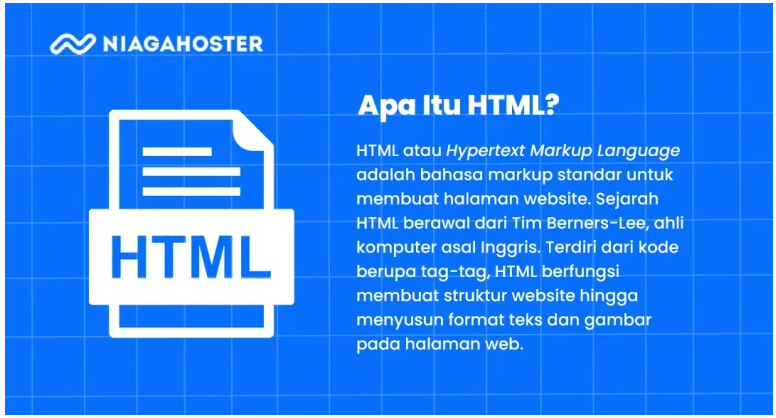 NIAGAHOSTER
Apa Itu HTML?
HTML atau Hypertext Markup Language
adalah bahasa markup standar untuk
membuat halaman website. Sejarah
HTML berawal dari Tim Berners-Lee, ahli
komputer asal Inggris. Terdiri dari kode
berupa tag-tag, HTML berfungsi
membuat struktur website hingga
menyusun format teks dan gambar
pada halaman web.
HTML